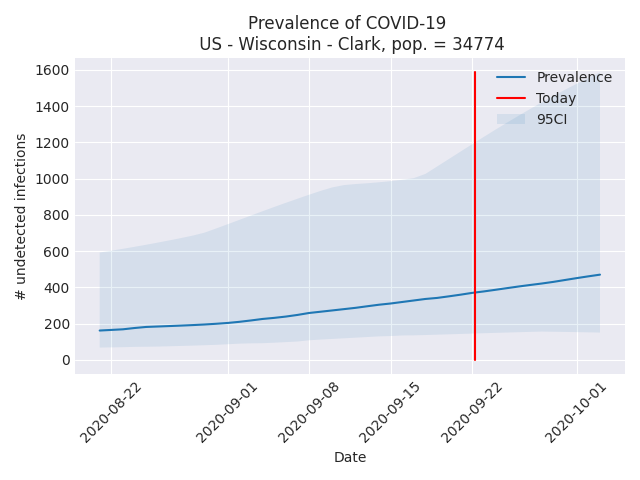 Prevalence of COVID-19
US - Wisconsin - Clark, pop. = 34774
Prevalence
Today
95CI
1600
1400
1200
1000
800
600
400
200
0
# undetected infections
2020-08-22
2020-09-01
2020-09-08
2020-09-15
2020-09-22
2020-10-01
Date